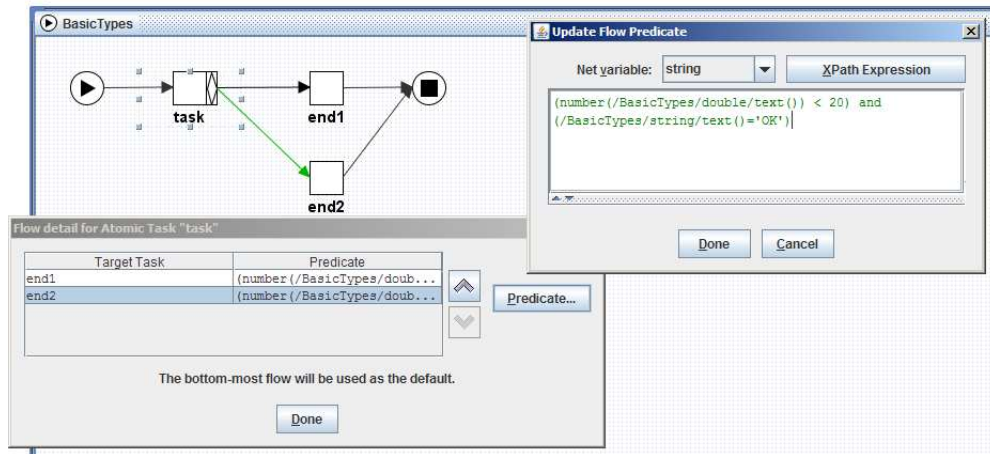 BasicTypes
task
end1
end2
Update Flow Predicate
Net variable: string XPath Expression
(number(/BasicTypes/double/text()) < 20) and
(/BasicTypes/string/text()='OK')
Done Cancel
Flow detail for Atomic Task "task"
Target Task Predicate
end1 (number(/BasicTypes/doub...
end2 (number(/BasicTypes/doub...
Predicate...
The bottom-most flow will be used as the default.
Done